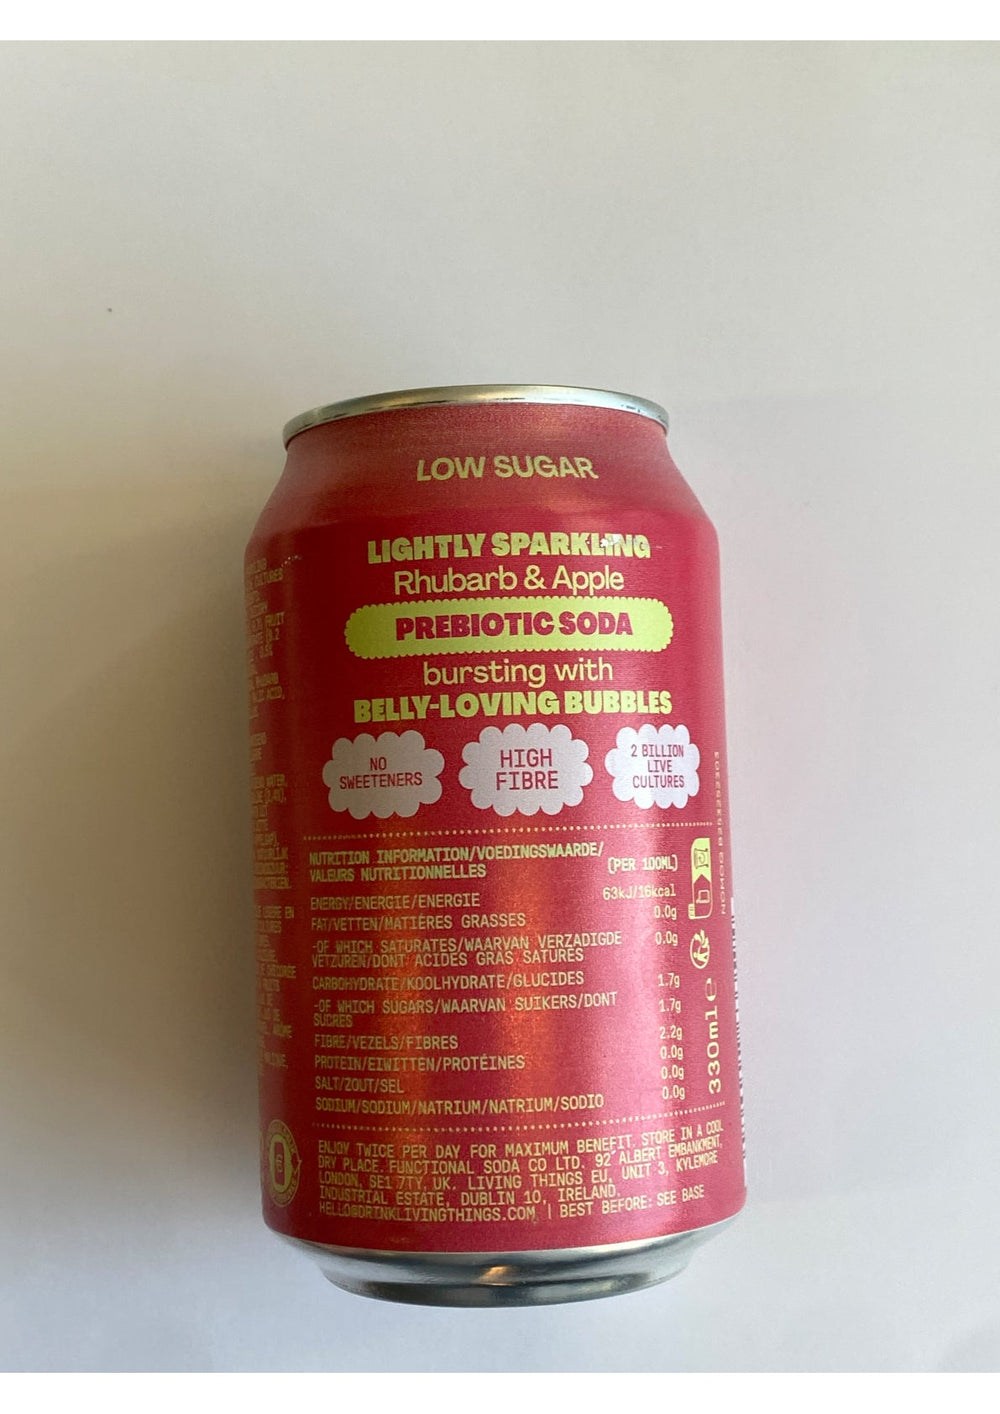 LOW SUGAR
LIGHTLY SPARKLING
Rhubarb & Apple
PREBIOTIC SODA
bursting with
BELLY-LOVING BUBBLES
NO
SWEETENERS
HIGH
FIBRE
2 BILLION
LIVE
CULTURES
NUTRITION INFORMATION/VOEDINGSWAARDE/
VALEURS NUTRITIONNELLES (PER 100ML)
ENERGY/ENERGIE/ENERGIE 63kJ/16kcal
FAT/VETTEN/MATIÈRES GRASSES 0.0g
-OF WHICH SATURATES/WAARVAN VERZADIGDE 0.0g
VETZUREN/DONT ACIDES GRAS SATURES
CARBOHYDRATE/KOOLHYDRATE/GLUCIDES 1.7g
-OF WHICH SUGARS/WAARVAN SUIKERS/DONT 1.7g
SUCRES
FIBRE/VEZELS/FIBRES 2.2g
PROTEIN/EIWITTEN/PROTÉINES 0.0g
SALT/ZOUT/SEL 0.0g
SODIUM/SODIUM/NATRIUM/NATRIUM/SODIO 0.0g
ENJOY TWICE PER DAY FOR MAXIMUM BENEFIT. STORE IN A COOL
DRY PLACE. FUNCTIONAL SODA CO LTD. 92 ALBERT EMBANKMENT,
LONDON, SE1 7TY, UK. LIVING THINGS EU, UNIT 3, KYLEMORE
INDUSTRIAL ESTATE, DUBLIN 10, IRELAND.
HELLO@DRINKLIVINGTHINGS.COM | BEST BEFORE: SEE BASE
330ml e
CULTURES
FRUIT
RHUBARB
ACID,
WATER,